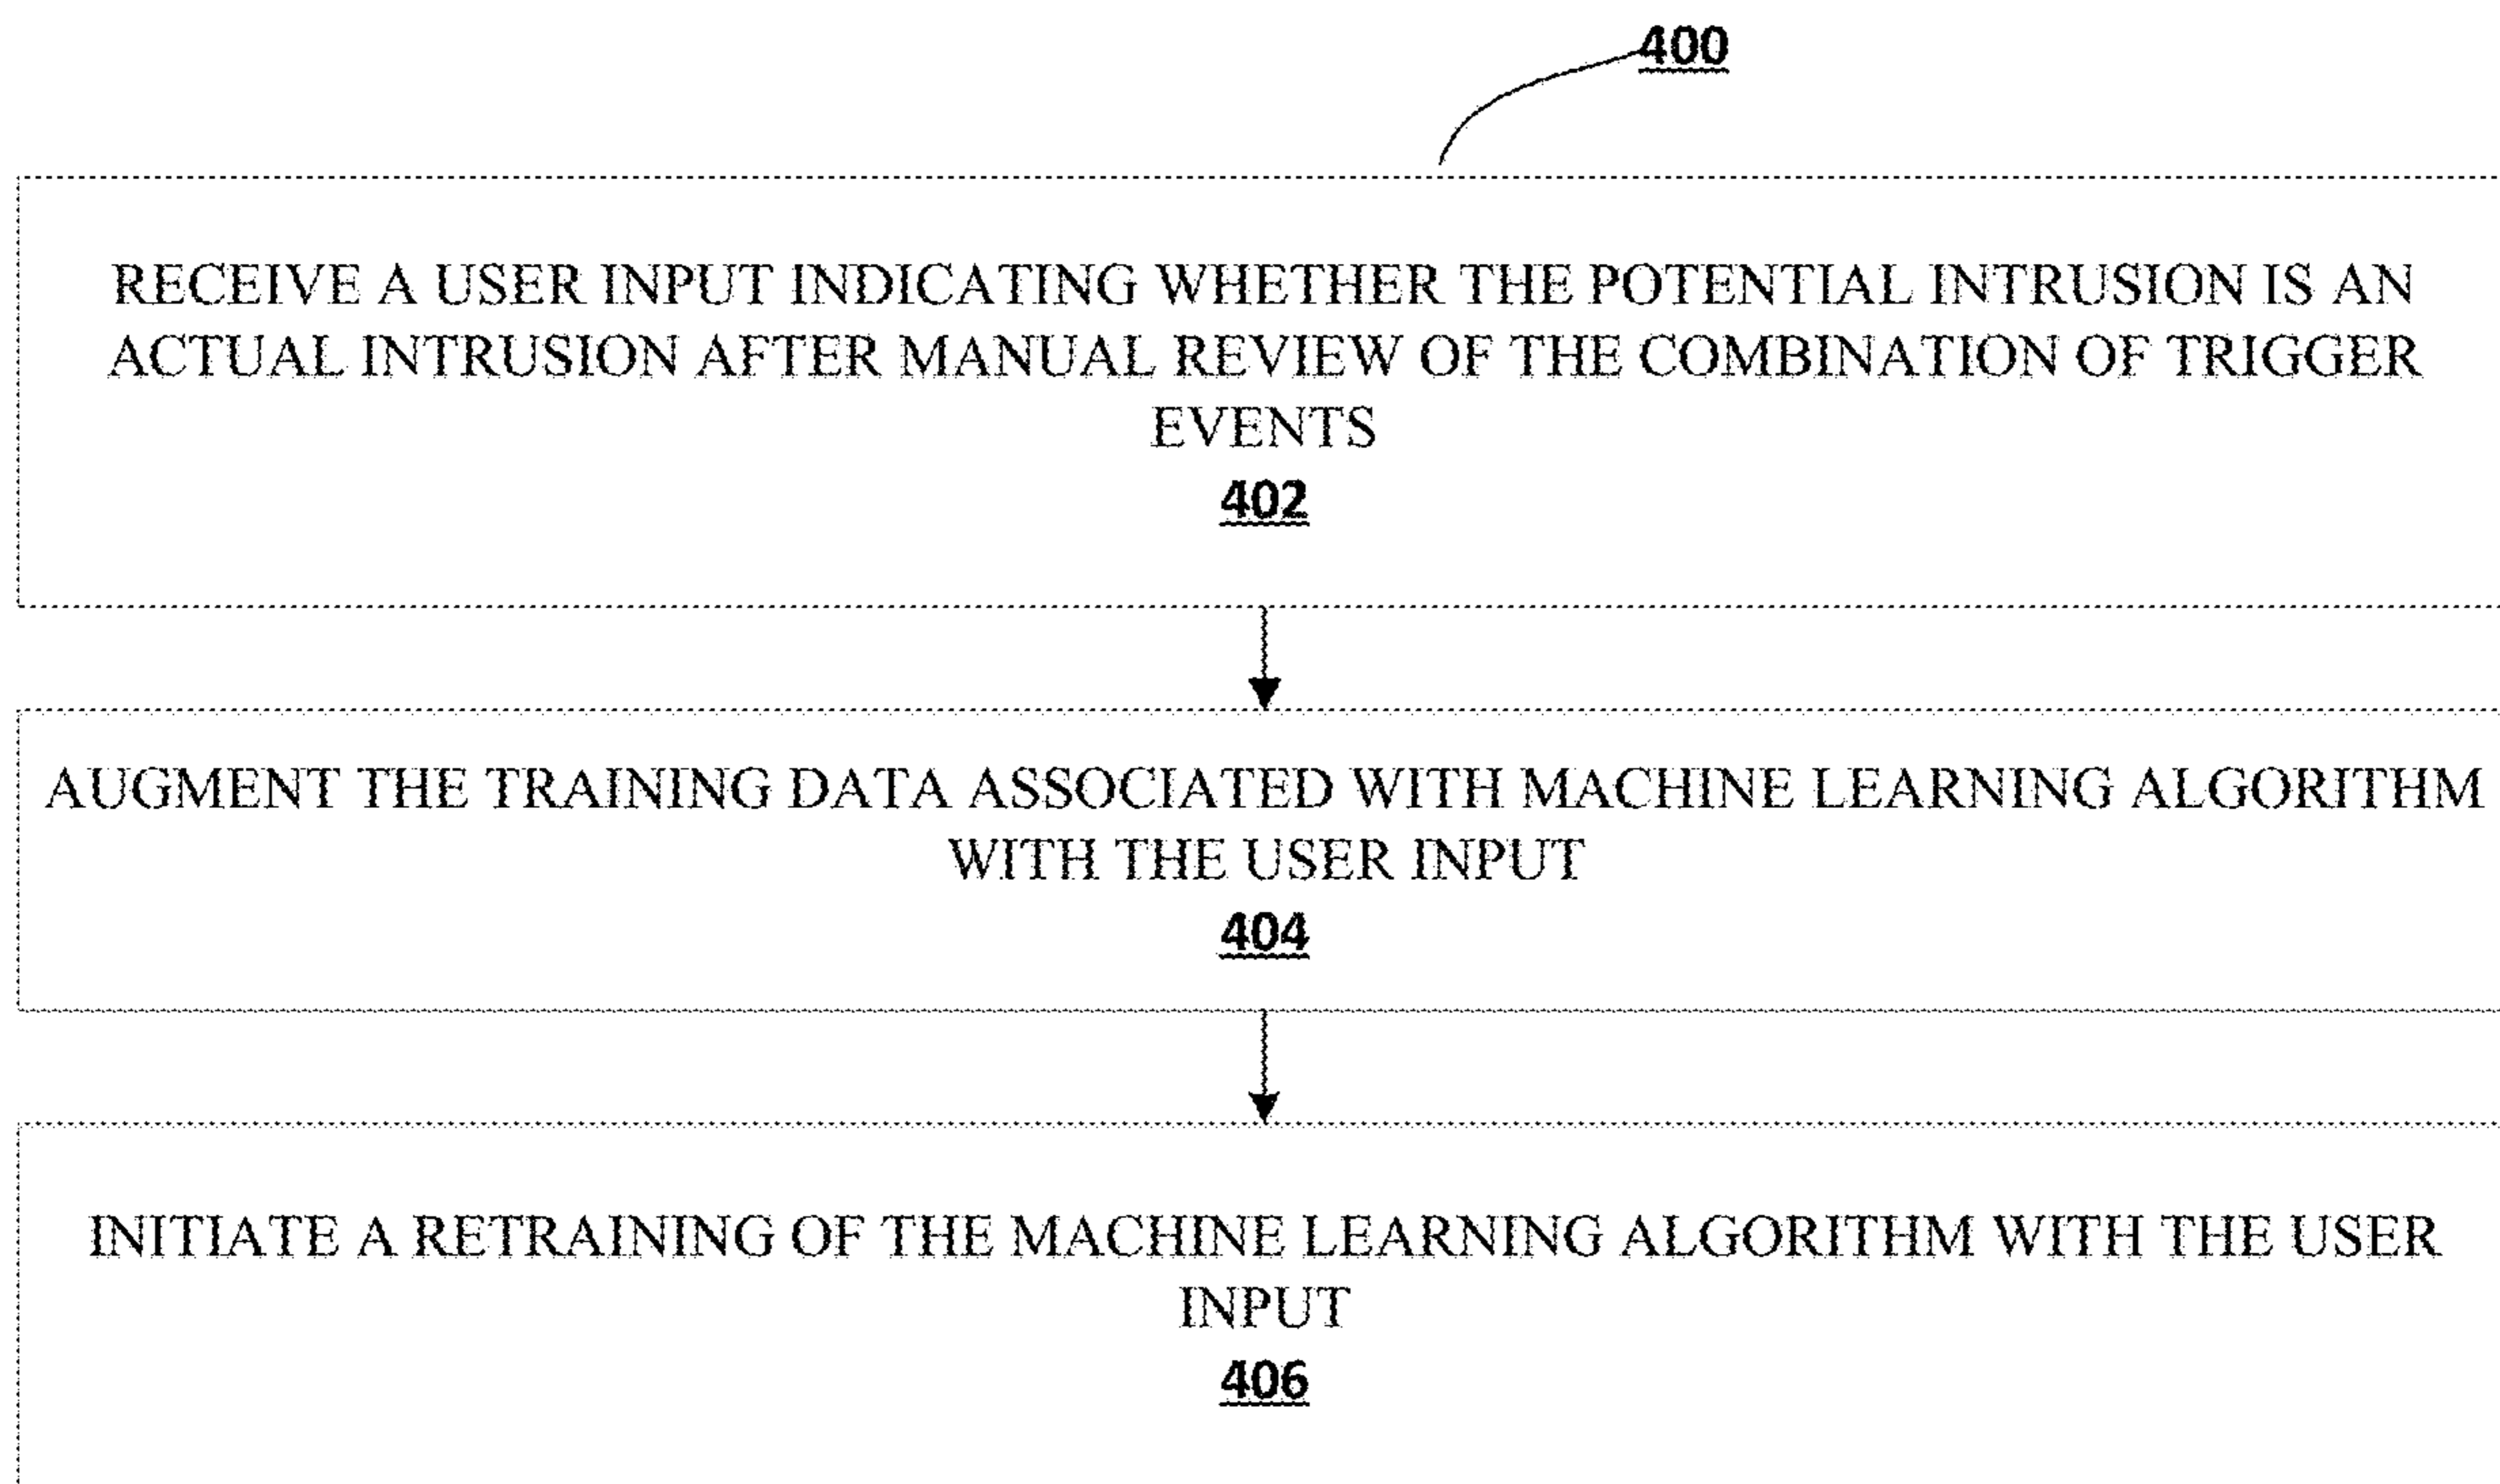 400
RECEIVE A USER INPUT INDICATING WHETHER THE POTENTIAL INTRUSION IS AN
ACTUAL INTRUSION AFTER MANUAL REVIEW OF THE COMBINATION OF TRIGGER
EVENTS
402
AUGMENT THE TRAINING DATA ASSOCIATED WITH MACHINE LEARNING ALGORITHM
WITH THE USER INPUT
404
INITIATE A RETRAINING OF THE MACHINE LEARNING ALGORITHM WITH THE USER
INPUT
406